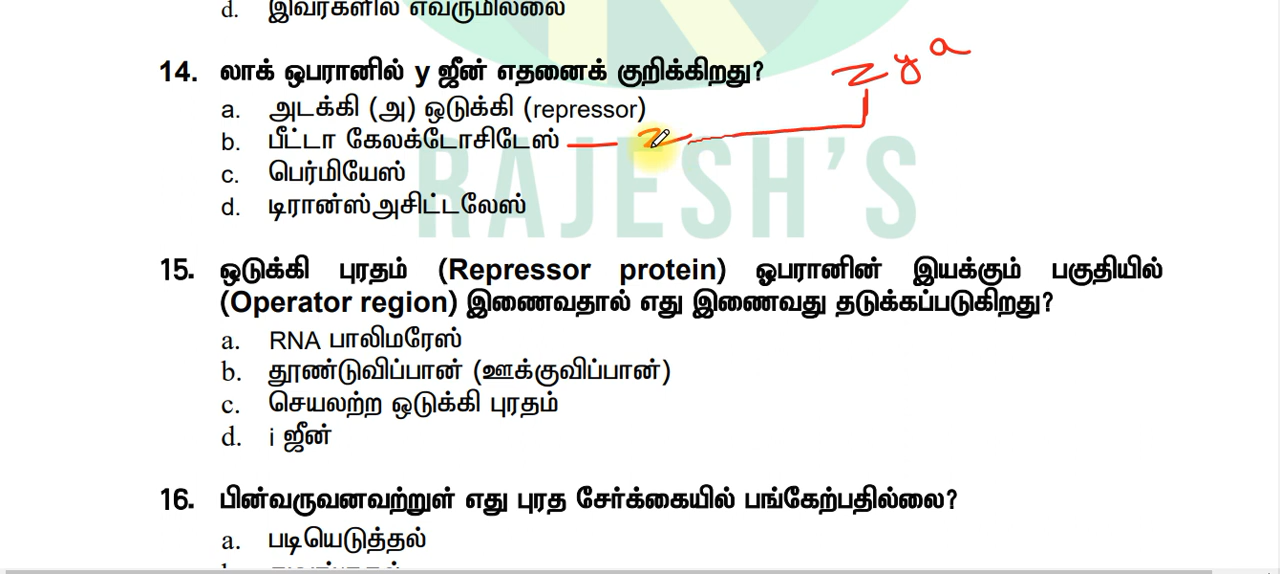 d. இவர்களில் எவருமில்லை
z y a
14. லாக் ஒபரானில் y ஜீன் எதனைக் குறிக்கிறது?
a. அடக்கி (அ) ஒடுக்கி (repressor)
b. பீட்டா கேலக்டோசிடேஸ் z
c. பெர்மியேஸ்
d. டிரான்ஸ்அசிட்டலேஸ்
RAJESH'S
15. ஒடுக்கி புரதம் (Repressor protein) ஓபரானின் இயக்கும் பகுதியில்
(Operator region) இணைவதால் எது இணைவது தடுக்கப்படுகிறது?
a. RNA பாலிமரேஸ்
b. தூண்டுவிப்பான் (ஊக்குவிப்பான்)
c. செயலற்ற ஒடுக்கி புரதம்
d. i ஜீன்
16. பின்வருவனவற்றுள் எது புரத சேர்க்கையில் பங்கேற்பதில்லை?
a. படியெடுத்தல்